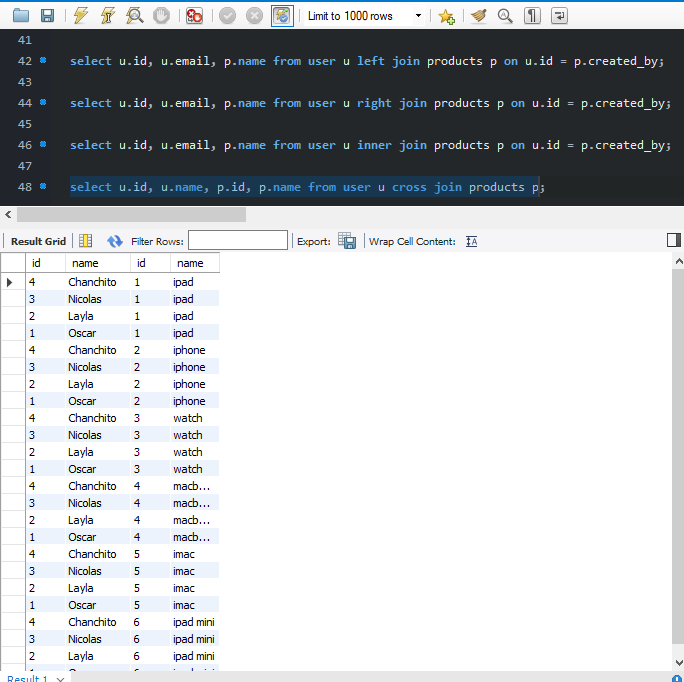 Limit to 1000 rows
41
42 select u.id, u.email, p.name from user u left join products p on u.id = p.created_by;
43
44 select u.id, u.email, p.name from user u right join products p on u.id = p.created_by;
45
46 select u.id, u.email, p.name from user u inner join products p on u.id = p.created_by;
47
48 select u.id, u.name, p.id, p.name from user u cross join products p;
Result Grid Filter Rows: Export: Wrap Cell Content:
id name id name
4 Chanchito 1 ipad
3 Nicolas 1 ipad
2 Layla 1 ipad
1 Oscar 1 ipad
4 Chanchito 2 iphone
3 Nicolas 2 iphone
2 Layla 2 iphone
1 Oscar 2 iphone
4 Chanchito 3 watch
3 Nicolas 3 watch
2 Layla 3 watch
1 Oscar 3 watch
4 Chanchito 4 macb...
3 Nicolas 4 macb...
2 Layla 4 macb...
1 Oscar 4 macb...
4 Chanchito 5 imac
3 Nicolas 5 imac
2 Layla 5 imac
1 Oscar 5 imac
4 Chanchito 6 ipad mini
3 Nicolas 6 ipad mini
2 Layla 6 ipad mini
Result 1